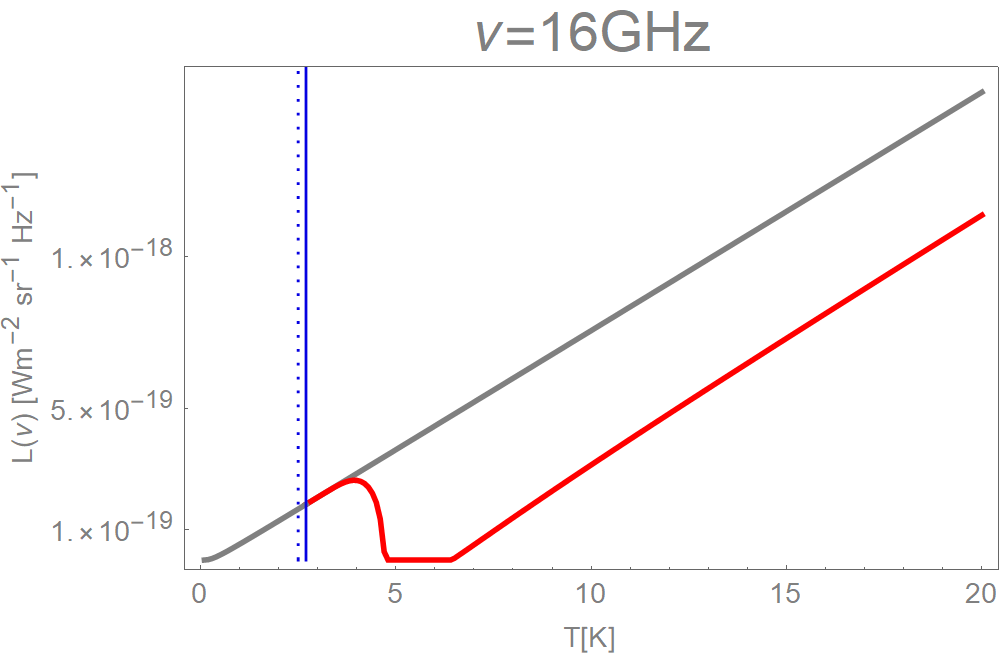 ν=16GHz
L(ν) [Wm⁻² sr⁻¹ Hz⁻¹]
1.×10⁻¹⁸
5.×10⁻¹⁹
1.×10⁻¹⁹
0 5 10 15 20
T[K]